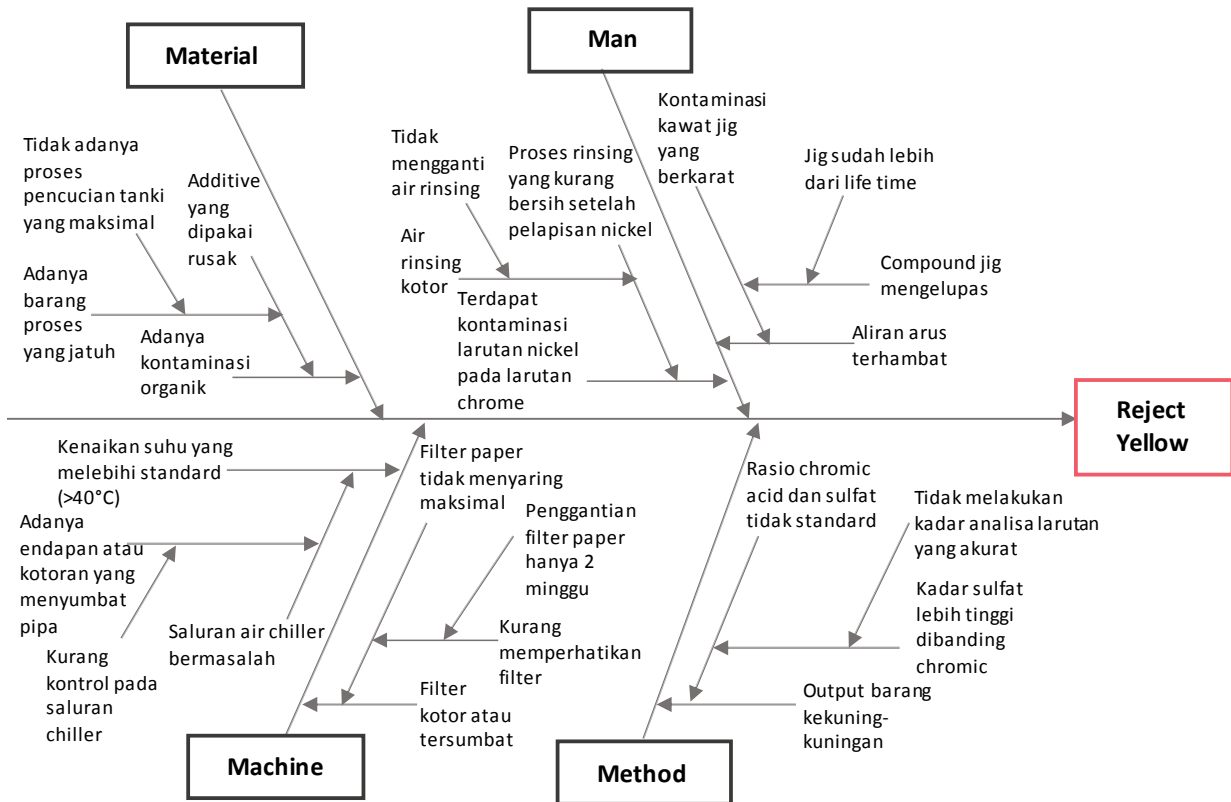 Material
Man
Tidak adanya
proses
pencucian tanki
yang maksimal
Additive
yang
dipakai
rusak
Adanya
barang
proses
yang jatuh
Adanya
kontaminasi
organik
Tidak
mengganti
air rinsing
Proses rinsing
yang kurang
bersih setelah
pelapisan nickel
Air
rinsing
kotor
Terdapat
kontaminasi
larutan nickel
pada larutan
chrome
Kontaminasi
kawat jig
yang
berkarat
Jig sudah lebih
dari life time
Compound jig
mengelupas
Aliran arus
terhambat
Reject
Yellow
Kenaikan suhu yang
melebihi standard
(>40°C)
Adanya
endapan atau
kotoran yang
menyumbat
pipa
Kurang
kontrol pada
saluran
chiller
Saluran air chiller
bermasalah
Filter paper
tidak menyaring
maksimal
Penggantian
filter paper
hanya 2
minggu
Kurang
memperhatikan
filter
Filter
kotor atau
tersumbat
Rasio chromic
acid dan sulfat
tidak standard
Tidak melakukan
kadar analisa larutan
yang akurat
Kadar sulfat
lebih tinggi
dibanding
chromic
Output barang
kekuning-
kuningan
Machine
Method